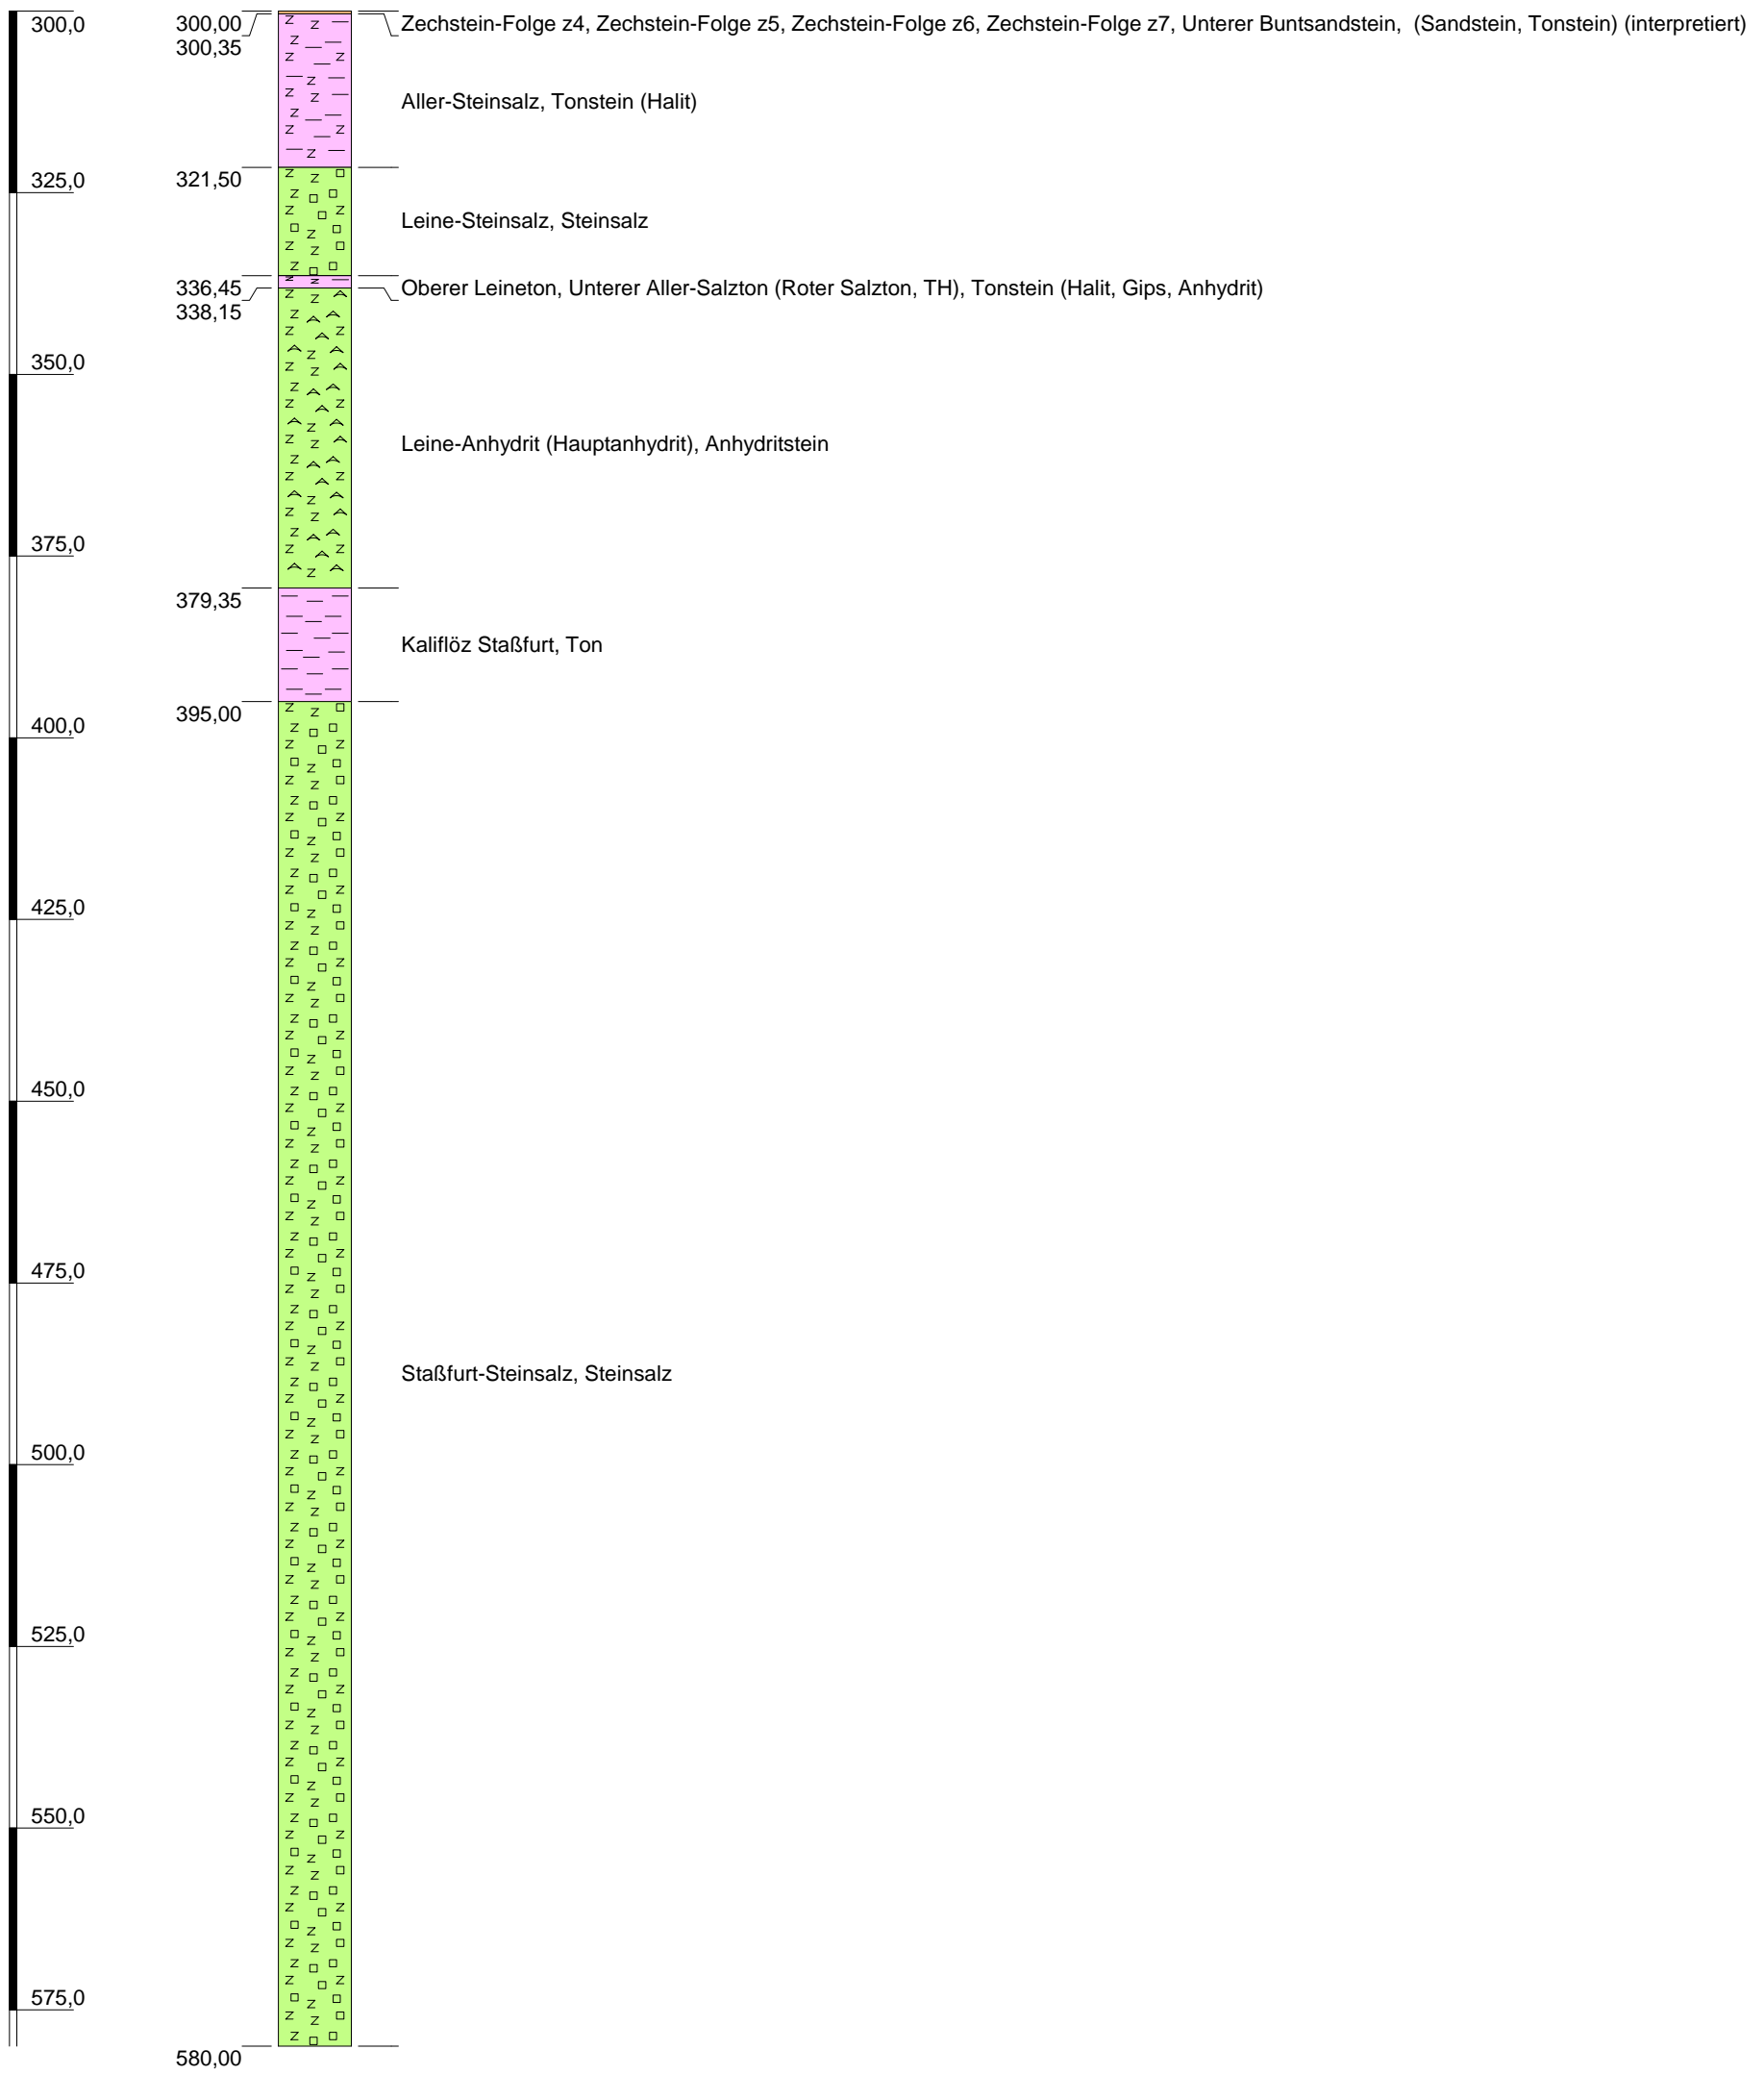 300,0
300,00
Zechstein-Folge z4, Zechstein-Folge z5, Zechstein-Folge z6, Zechstein-Folge z7, Unterer Buntsandstein,  (Sandstein, Tonstein) (interpretiert)
300,35
Aller-Steinsalz, Tonstein (Halit)
325,0
321,50
Leine-Steinsalz, Steinsalz
336,45
Oberer Leineton, Unterer Aller-Salzton (Roter Salzton, TH), Tonstein (Halit, Gips, Anhydrit)
338,15
350,0
Leine-Anhydrit (Hauptanhydrit), Anhydritstein
375,0
379,35
Kaliflöz Staßfurt, Ton
395,00
400,0
425,0
450,0
475,0
Staßfurt-Steinsalz, Steinsalz
500,0
525,0
550,0
575,0
580,00